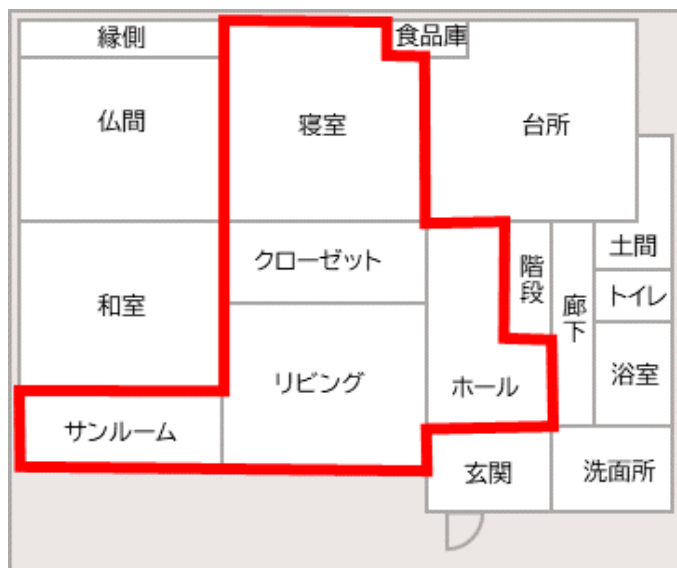 縁側
食品庫
仏間
寝室
台所
クローゼット
階段
土間
廊下
トイレ
和室
リビング
ホール
浴室
サンルーム
玄関
洗面所